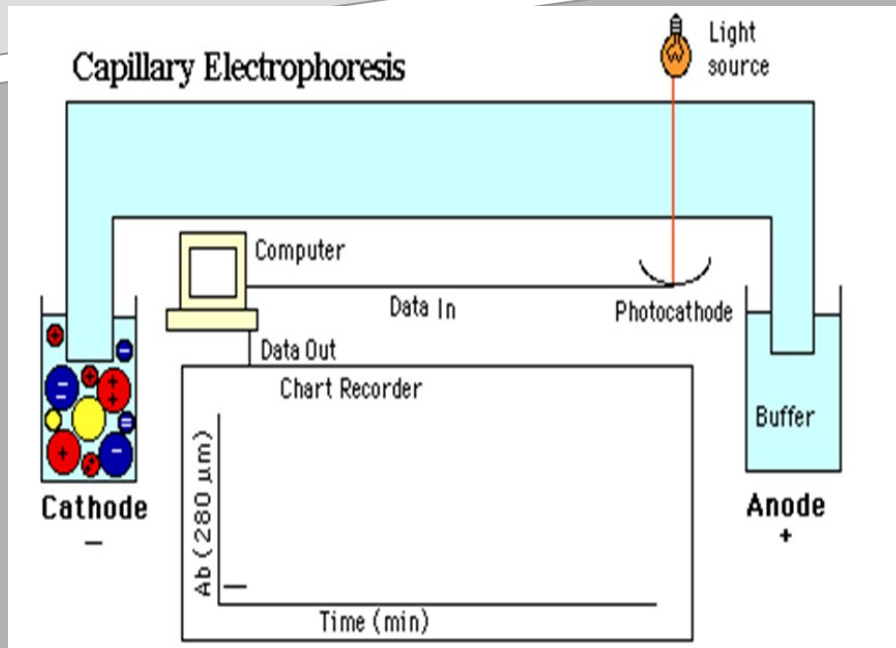 Capillary Electrophoresis
Light
source
Computer
Data In
Photocathode
Data Out
Chart Recorder
Buffer
Ab (280 µm)
Time (min)
Cathode
−
Anode
+